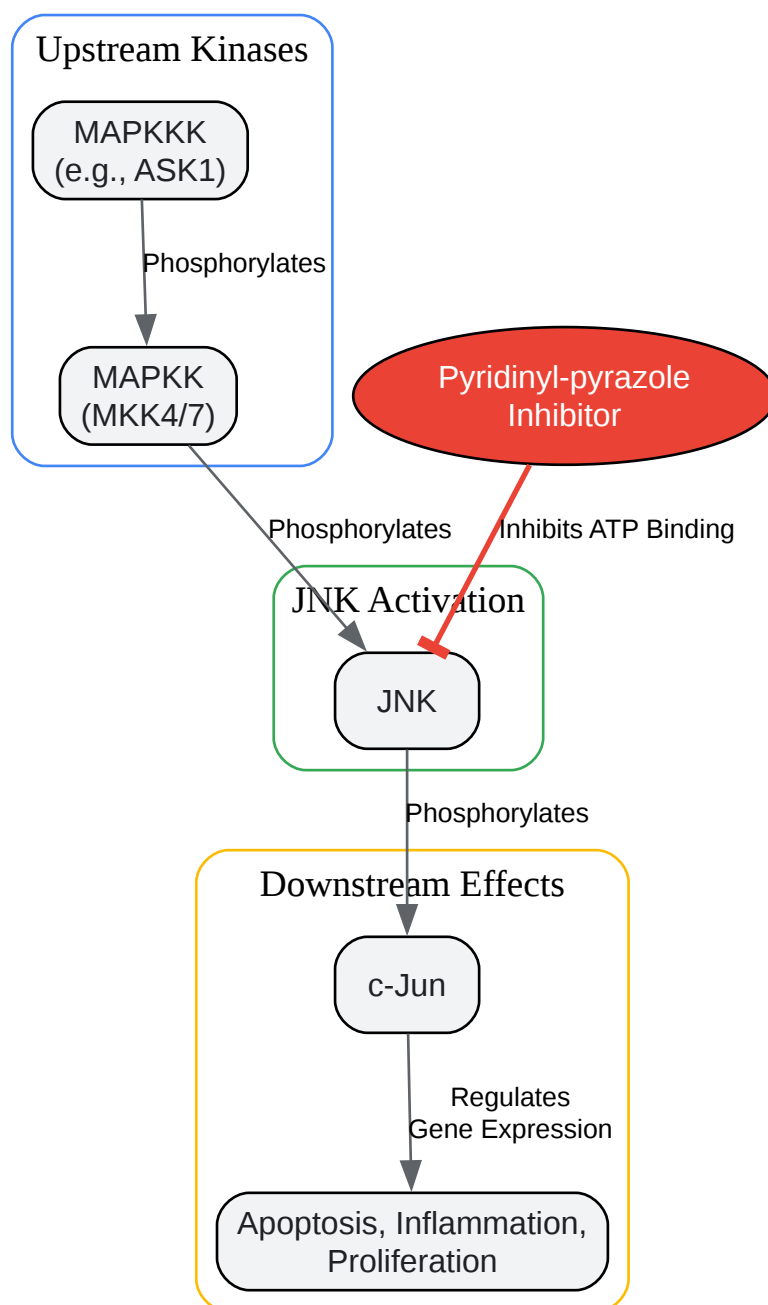 Upstream Kinases
MAPKKK
(e.g., ASK1)
Phosphorylates
MAPKK
(MKK4/7)
Pyridinyl-pyrazole
Inhibitor
Phosphorylates
Inhibits ATP Binding
JNK Activation
JNK
Phosphorylates
Downstream Effects
c-Jun
Regulates
Gene Expression
Apoptosis, Inflammation,
Proliferation